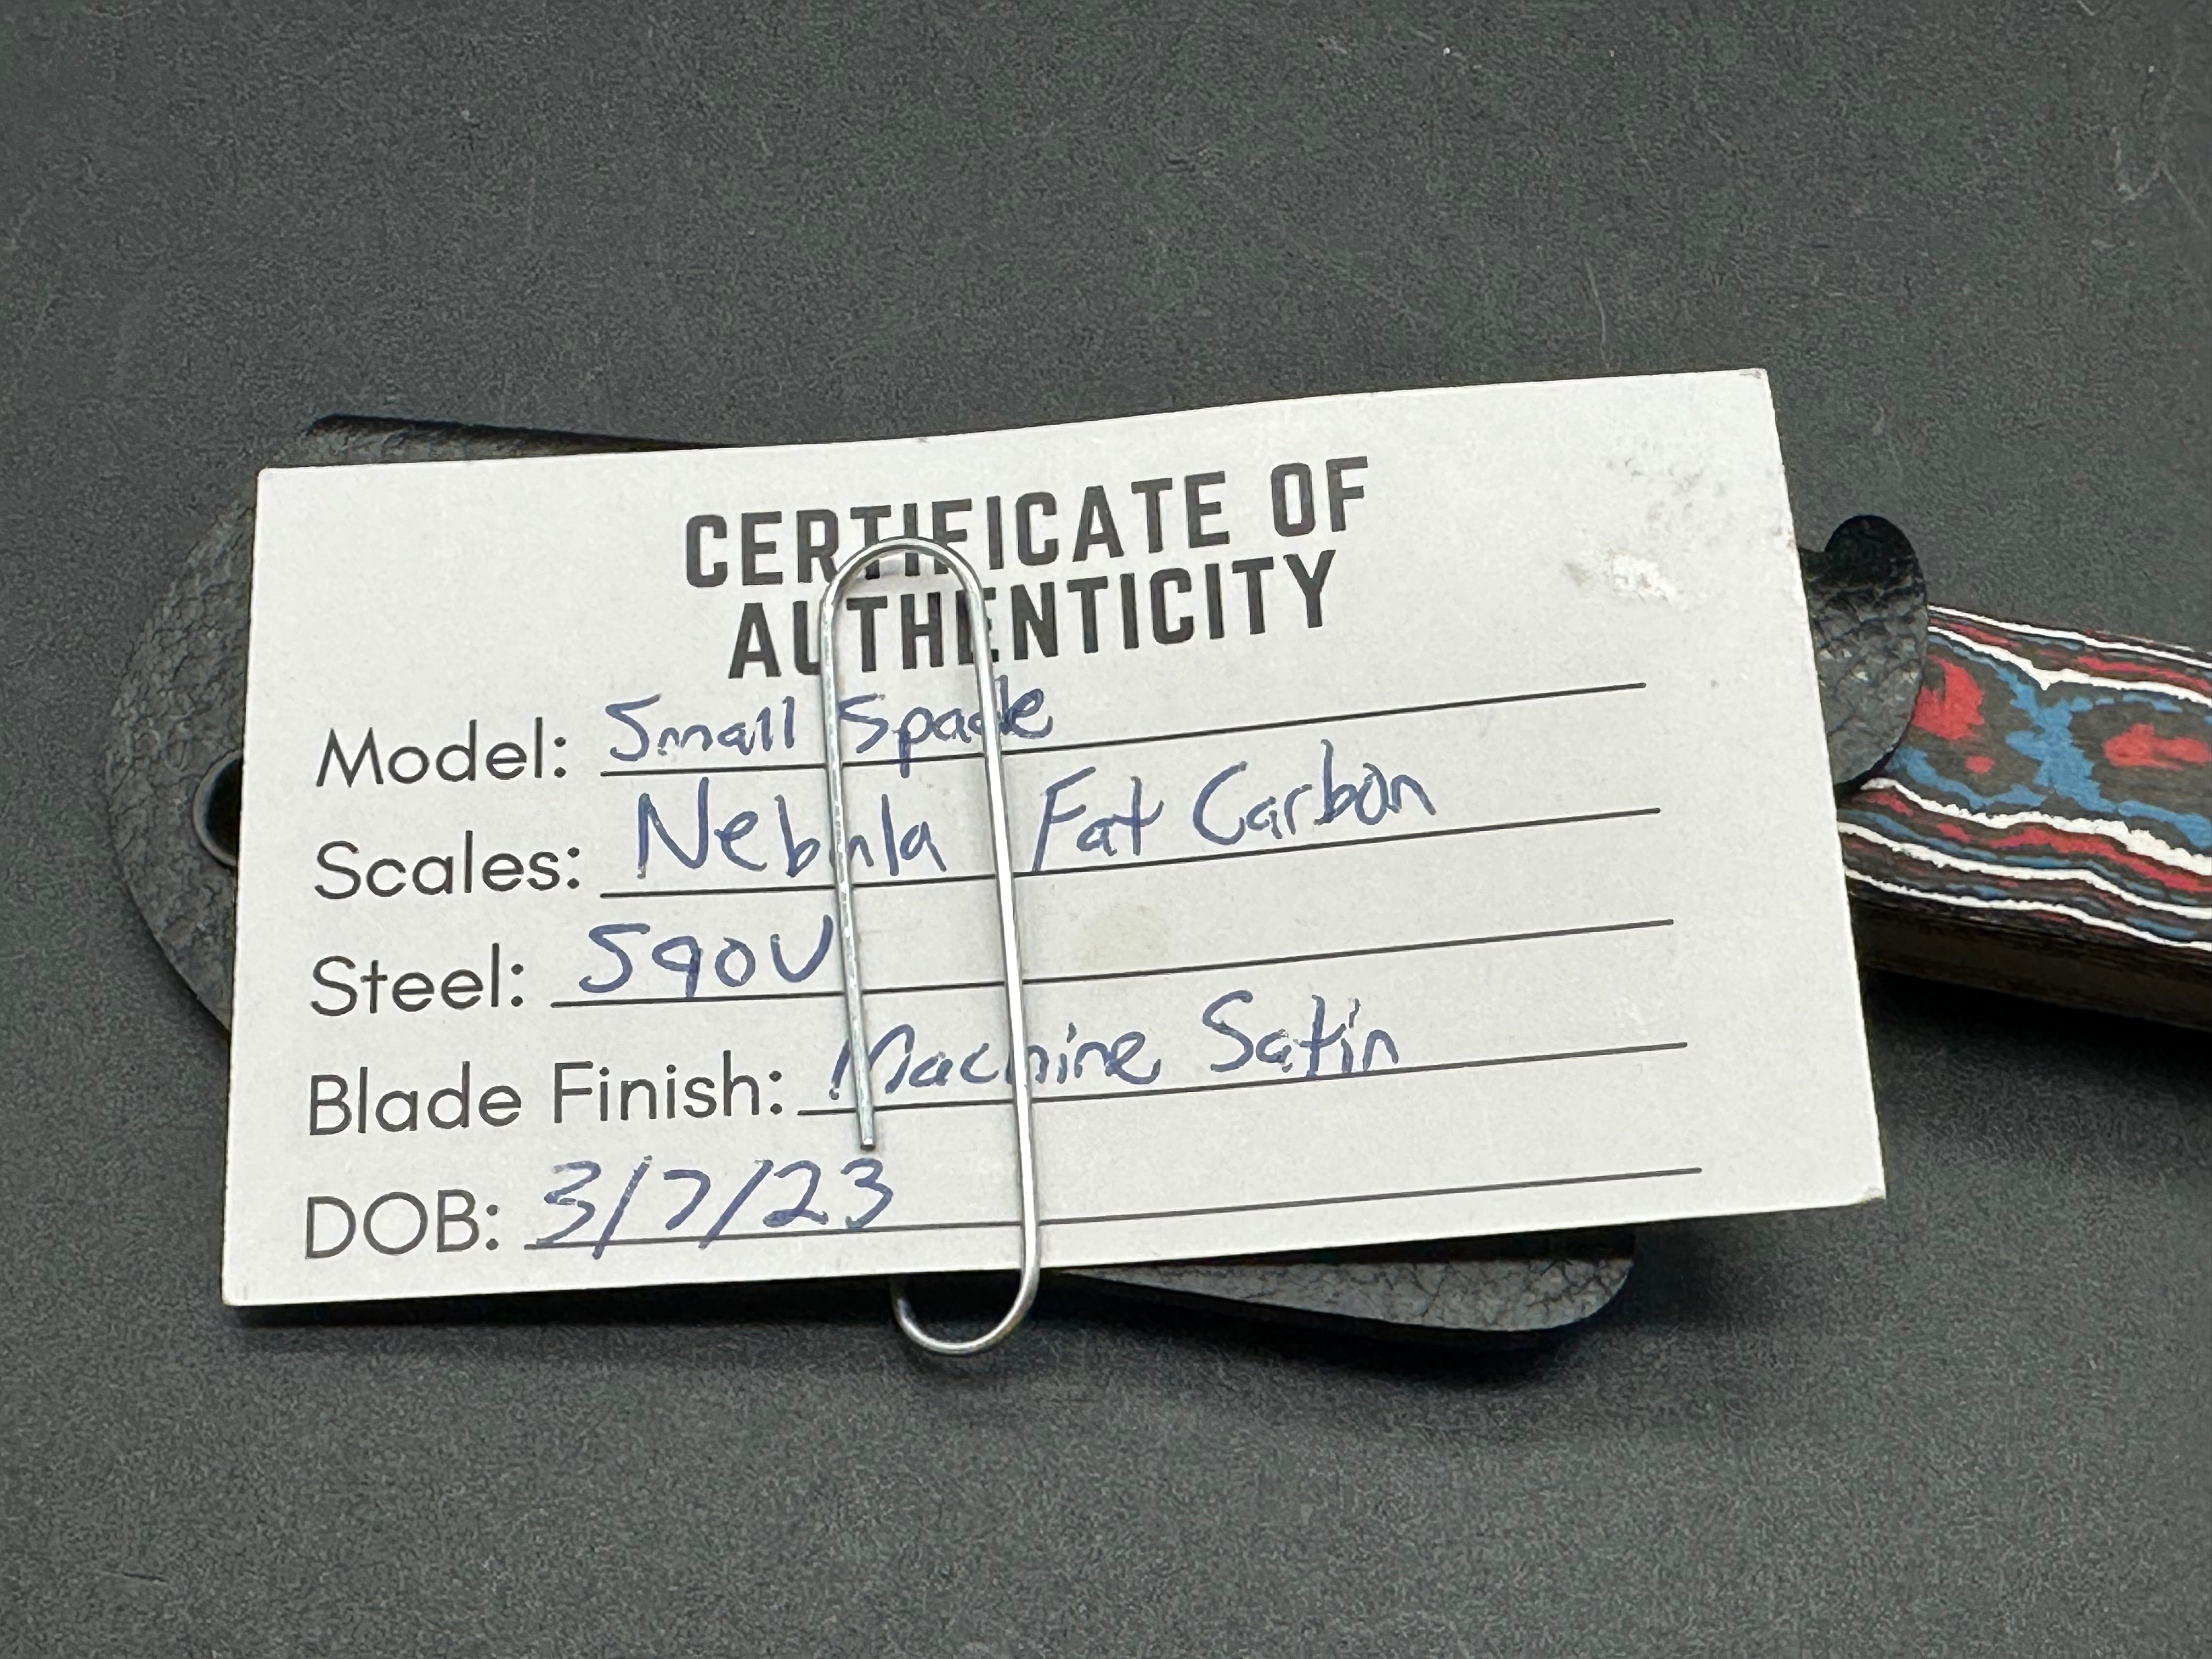 CERTIFICATE OF
AUTHENTICITY
Model: Small Spade
Scales: Nebula Fat Carbon
Steel: S90V
Blade Finish: Machine Satin
DOB: 3/7/23